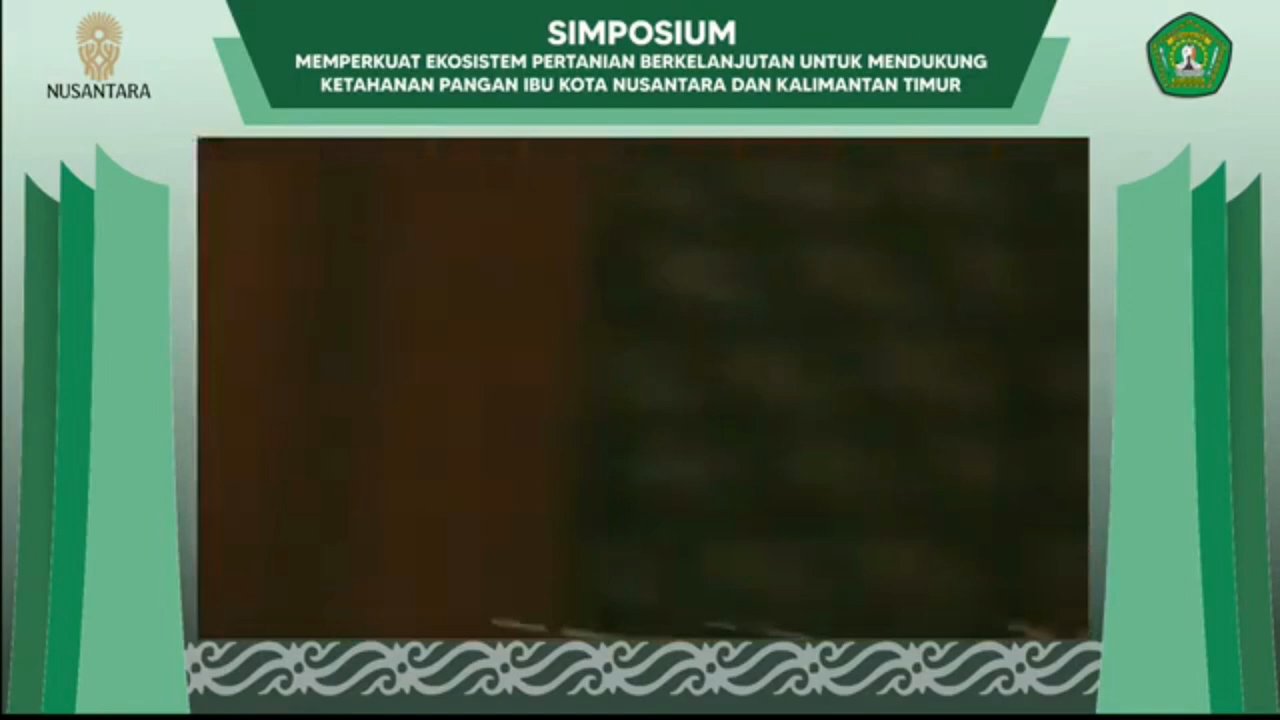 SIMPOSIUM
MEMPERKUAT EKOSISTEM PERTANIAN BERKELANJUTAN UNTUK MENDUKUNG
KETAHANAN PANGAN IBU KOTA NUSANTARA DAN KALIMANTAN TIMUR
NUSANTARA